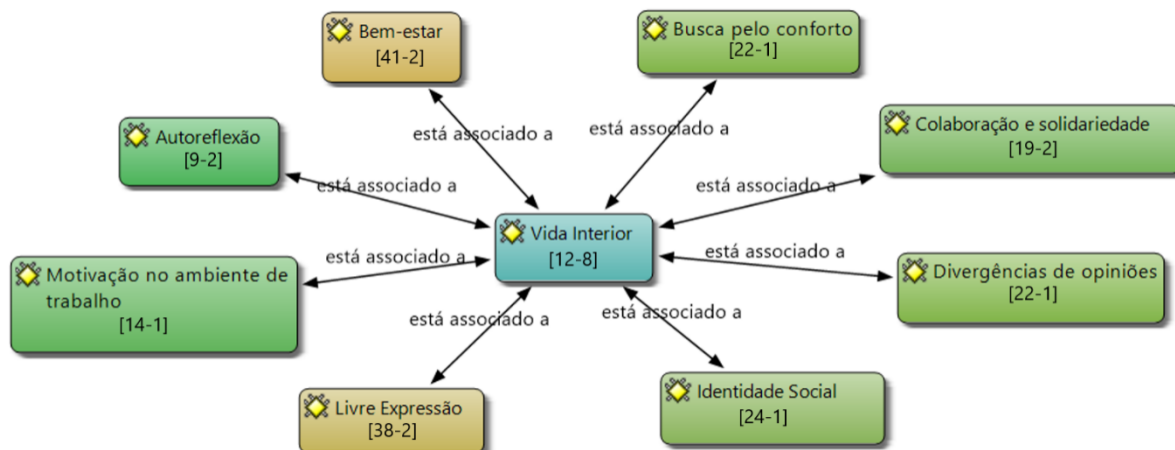 Bem-estar
[41-2]
Busca pelo conforto
[22-1]
está associado a
está associado a
Autoreflexão
[9-2]
Colaboração e solidariedade
[19-2]
está associado a
está associado a
Vida Interior
[12-8]
Motivação no ambiente de
trabalho
[14-1]
está associado a
está associado a
Divergências de opiniões
[22-1]
está associado a
está associado a
Livre Expressão
[38-2]
Identidade Social
[24-1]